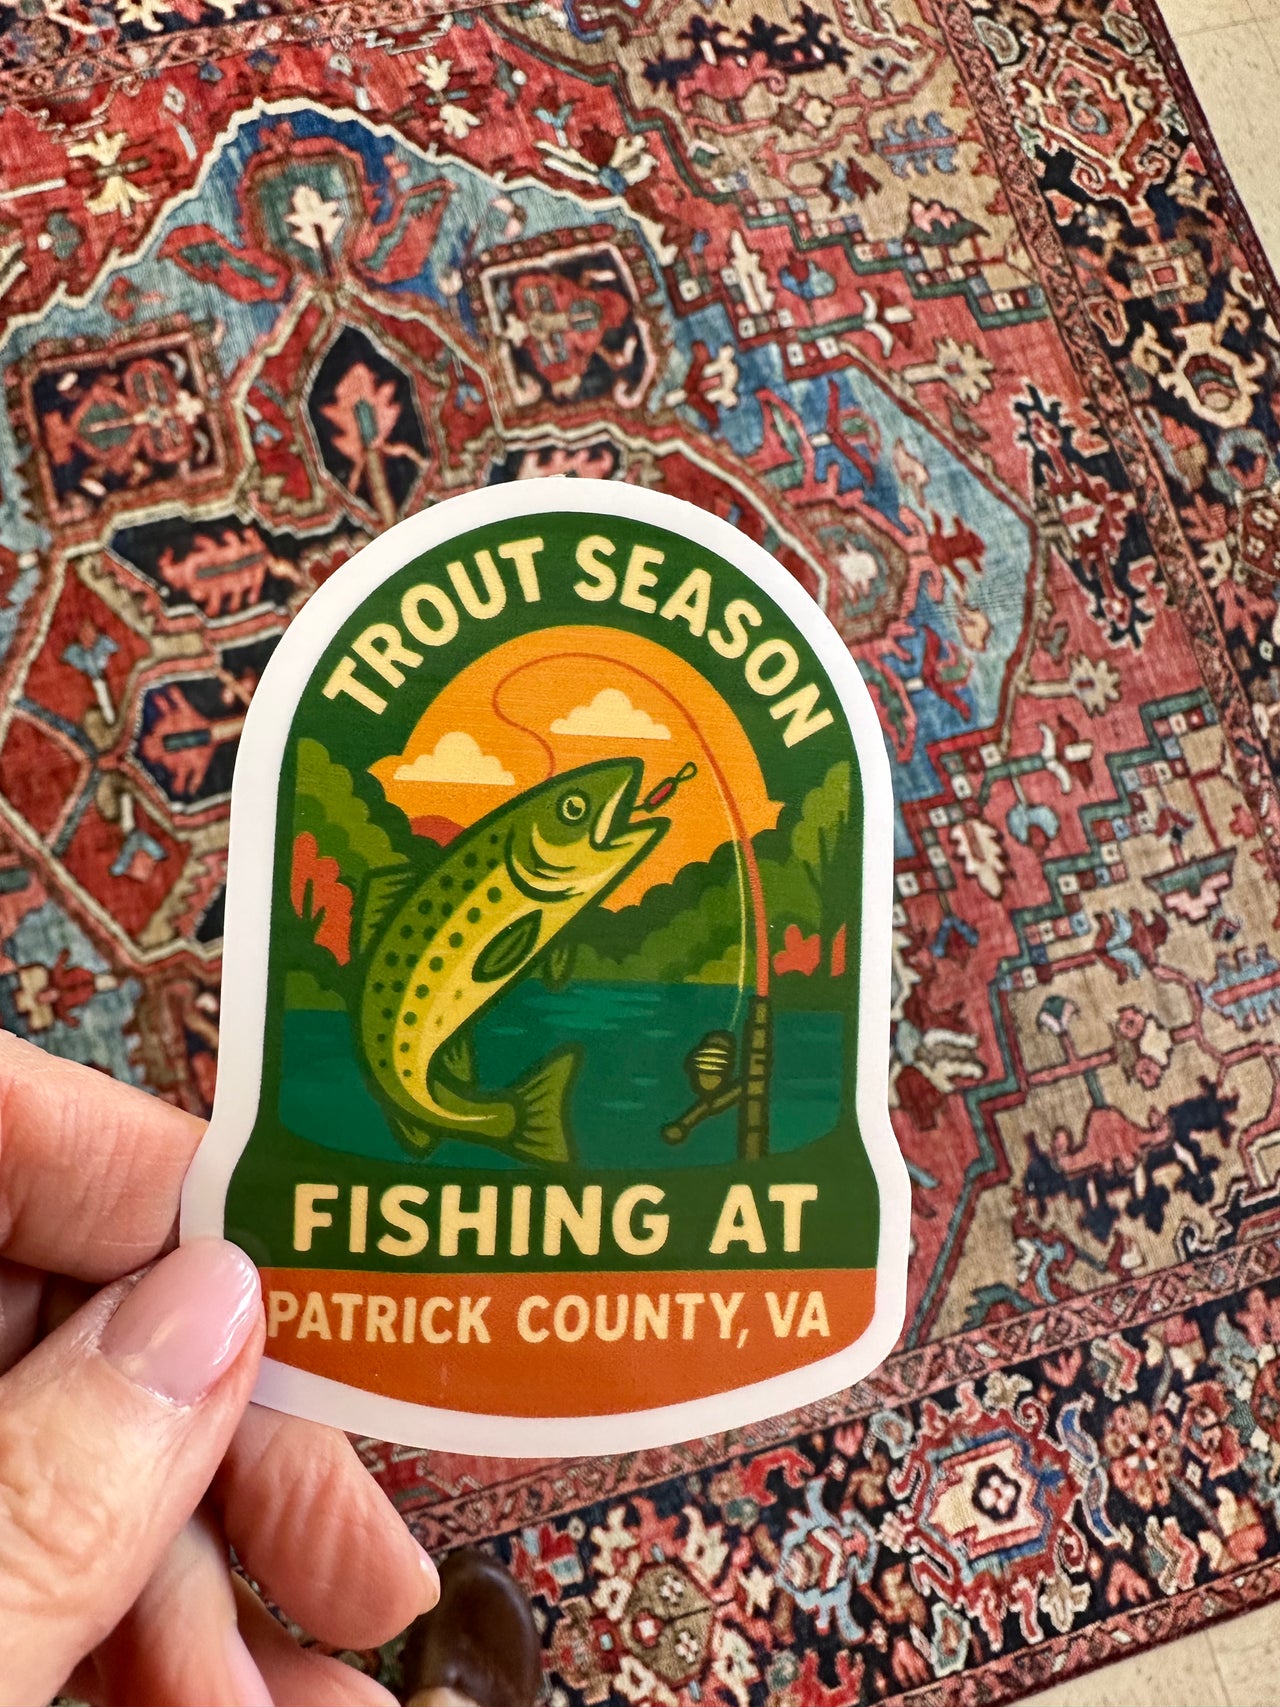 TROUT SEASON
FISHING AT
PATRICK COUNTY, VA